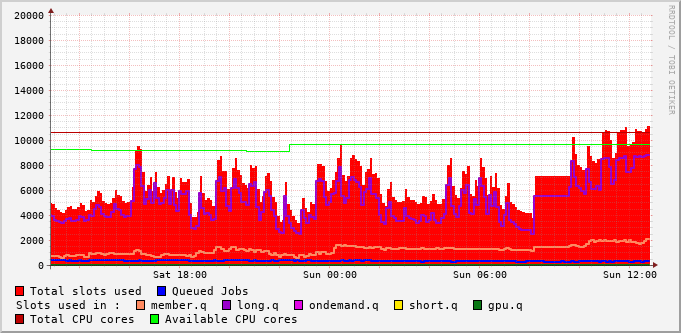 RRDTOOL / TOBI OETIKER
20000
18000
16000
14000
12000
10000
8000
6000
4000
2000
0
Sat 18:00 Sun 00:00 Sun 06:00 Sun 12:00
Total slots used Queued Jobs
Slots used in : member.q long.q ondemand.q short.q gpu.q
Total CPU cores Available CPU cores